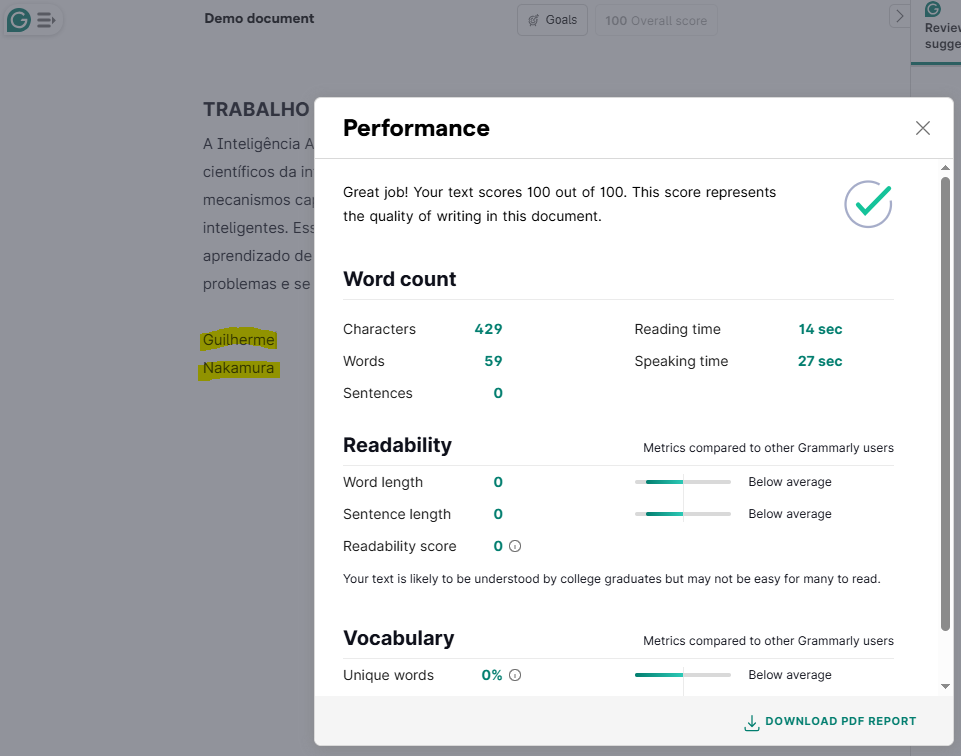 Demo document
Goals
100 Overall score
Review
sugge
TRABALHO
A Inteligência A
científicos da in
mecanismos cap
inteligentes. Ess
aprendizado de
problemas e se
Guilherme
Nakamura
Performance
Great job! Your text scores 100 out of 100. This score represents
the quality of writing in this document.
Word count
Characters 429 Reading time 14 sec
Words 59 Speaking time 27 sec
Sentences 0
Readability Metrics compared to other Grammarly users
Word length 0 Below average
Sentence length 0 Below average
Readability score 0
Your text is likely to be understood by college graduates but may not be easy for many to read.
Vocabulary Metrics compared to other Grammarly users
Unique words 0% Below average
DOWNLOAD PDF REPORT